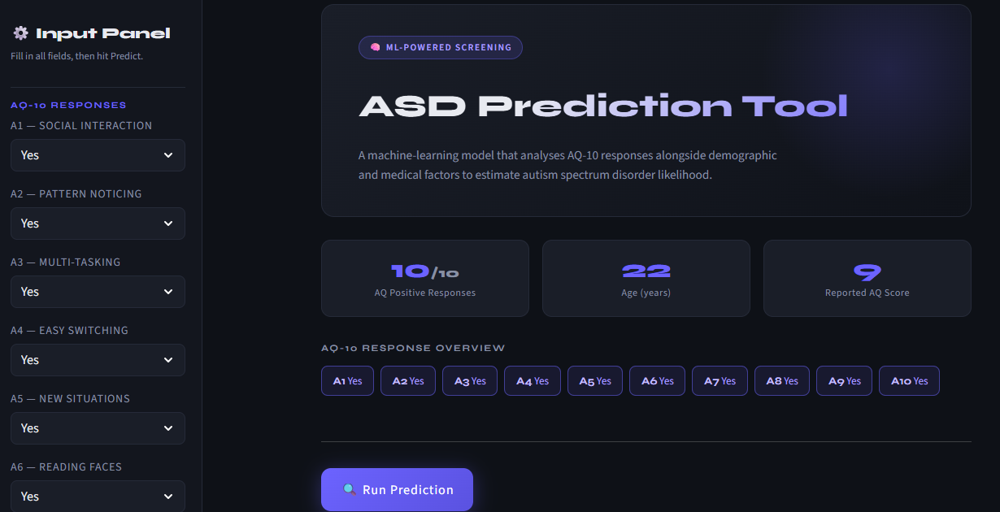 Input Panel
Fill in all fields, then hit Predict.
AQ-10 RESPONSES
A1 — SOCIAL INTERACTION
Yes
A2 — PATTERN NOTICING
Yes
A3 — MULTI-TASKING
Yes
A4 — EASY SWITCHING
Yes
A5 — NEW SITUATIONS
Yes
A6 — READING FACES
Yes
ML-POWERED SCREENING
ASD Prediction Tool
A machine-learning model that analyses AQ-10 responses alongside demographic
and medical factors to estimate autism spectrum disorder likelihood.
10/10
AQ Positive Responses
22
Age (years)
9
Reported AQ Score
AQ-10 RESPONSE OVERVIEW
A1 Yes A2 Yes A3 Yes A4 Yes A5 Yes A6 Yes A7 Yes A8 Yes A9 Yes A10 Yes
Run Prediction